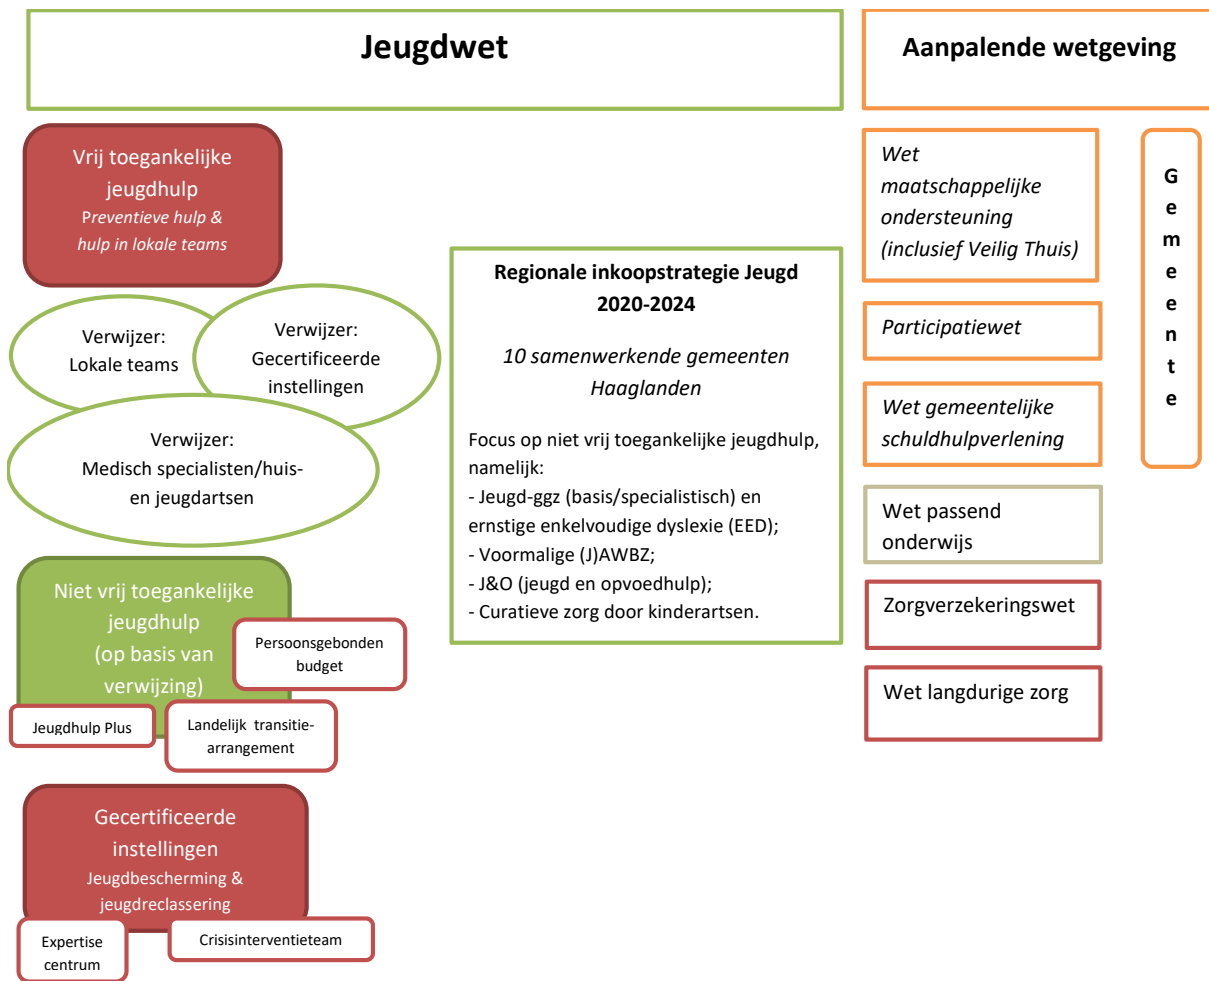 Jeugdwet
Aanpalende wetgeving
Vrij toegankelijke
jeugdhulp
Preventieve hulp &
hulp in lokale teams
Verwijzer:
Lokale teams
Verwijzer:
Gecertificeerde
instellingen
Verwijzer:
Medisch specialisten/huis-
en jeugdartsen
Niet vrij toegankelijke
jeugdhulp
(op basis van
verwijzing)
Persoonsgebonden
budget
Jeugdhulp Plus
Landelijk transitie-
arrangement
Gecertificeerde
instellingen
Jeugdbescherming &
jeugdreclassering
Expertise
centrum
Crisisinterventieteam
Regionale inkoopstrategie Jeugd
2020-2024
10 samenwerkende gemeenten
Haaglanden
Focus op niet vrij toegankelijke jeugdhulp,
namelijk:
- Jeugd-ggz (basis/specialistisch) en
ernstige enkelvoudige dyslexie (EED);
- Voormalige (J)AWBZ;
- J&O (jeugd en opvoedhulp);
- Curatieve zorg door kinderartsen.
Wet
maatschappelijke
ondersteuning
(inclusief Veilig Thuis)
Participatiewet
Wet gemeentelijke
schuldhulpverlening
Wet passend
onderwijs
Zorgverzekeringswet
Wet langdurige zorg
G
e
m
e
e
n
t
e